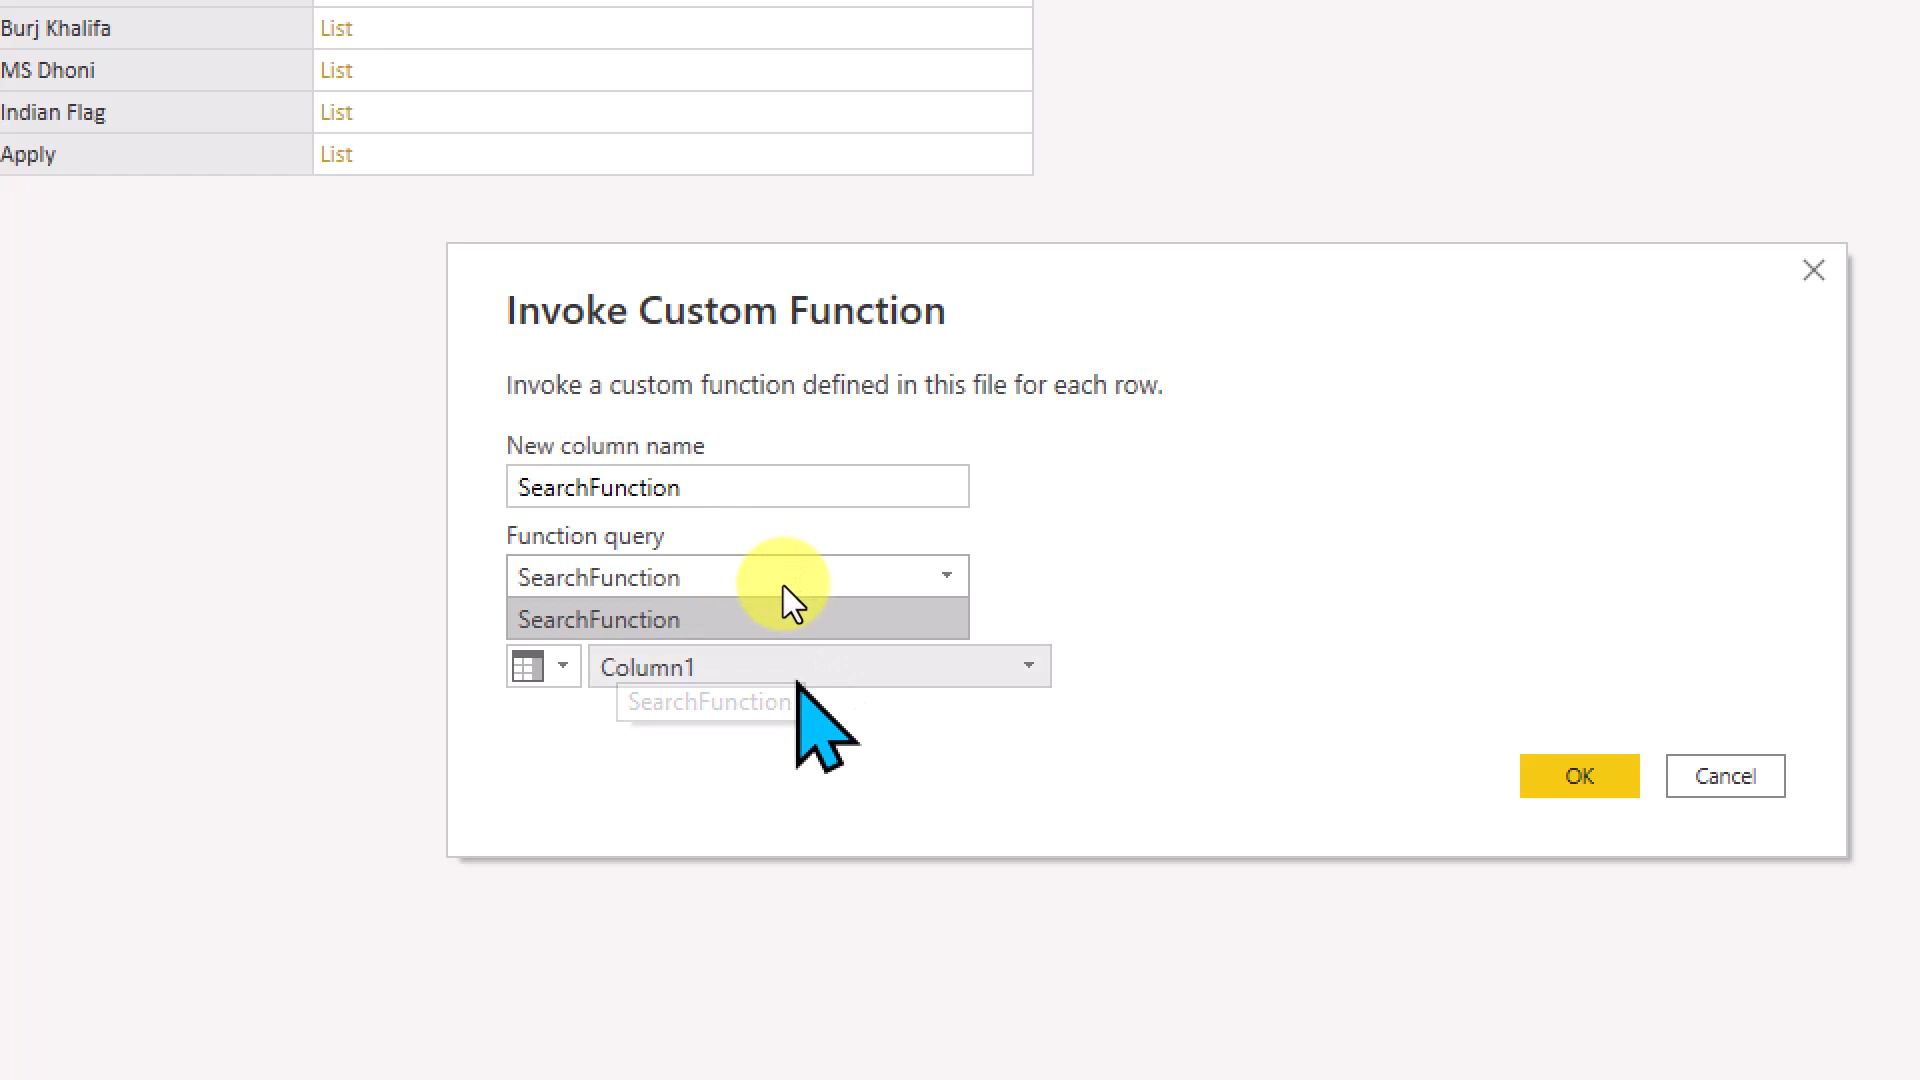 Burj Khalifa List
MS Dhoni List
Indian Flag List
Apply List
Invoke Custom Function
Invoke a custom function defined in this file for each row.
New column name
SearchFunction
Function query
SearchFunction
SearchFunction
Column1
SearchFunction
OK Cancel